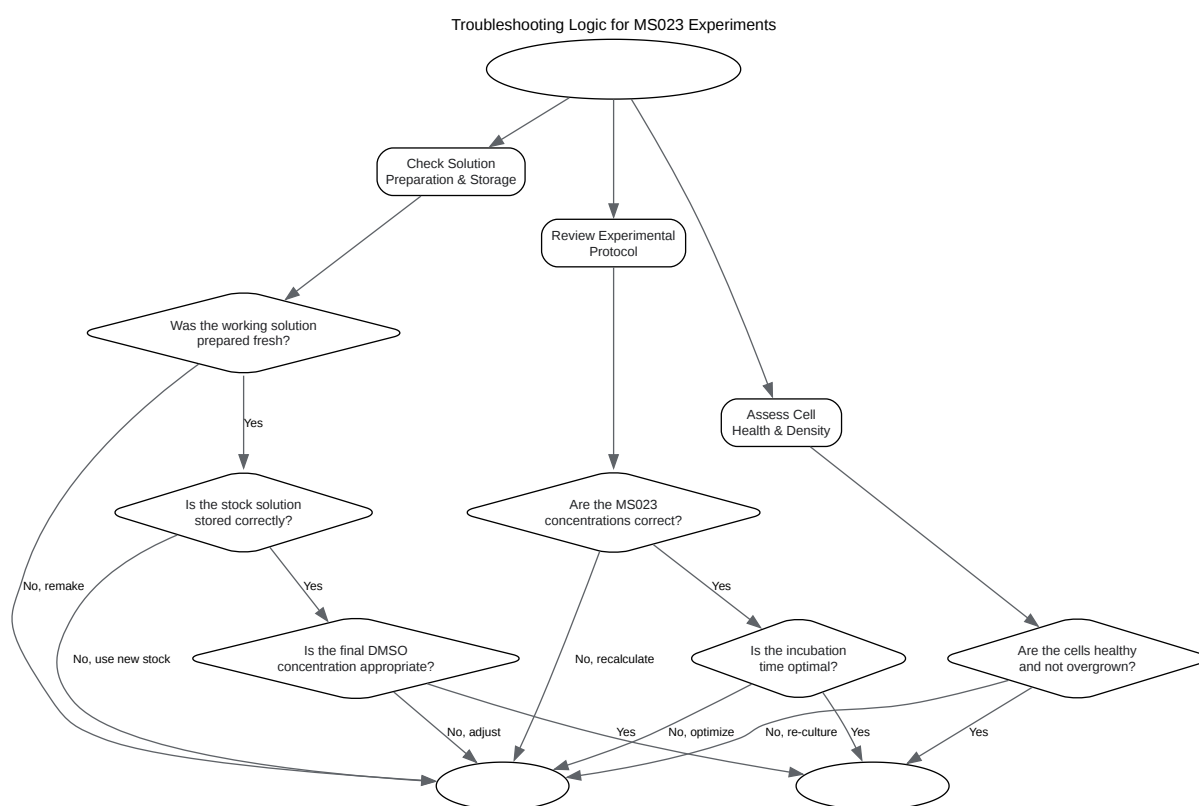 Troubleshooting Logic for MS023 Experiments
Check Solution
Preparation & Storage
Review Experimental
Protocol
Was the working solution
prepared fresh?
Assess Cell
Health & Density
Yes
Is the stock solution
stored correctly?
Are the MS023
concentrations correct?
No, remake
Yes
Yes
No, use new stock
Is the final DMSO
concentration appropriate?
No, recalculate
Is the incubation
time optimal?
Are the cells healthy
and not overgrown?
No, adjust
Yes
No, optimize
No, re-culture
Yes
Yes